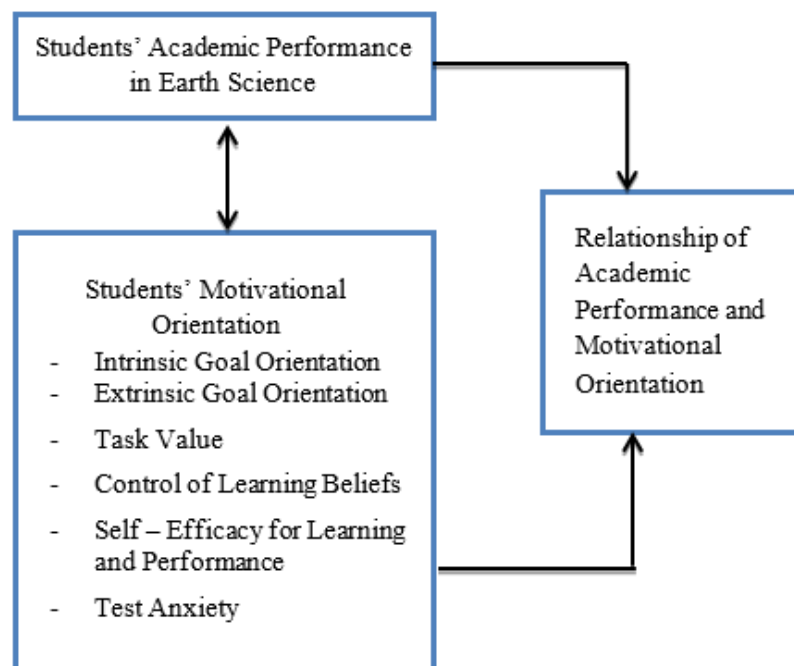 Students’ Academic Performance
in Earth Science
Students’ Motivational
Orientation
- Intrinsic Goal Orientation
- Extrinsic Goal Orientation
- Task Value
- Control of Learning Beliefs
- Self – Efficacy for Learning
and Performance
- Test Anxiety
Relationship of
Academic
Performance and
Motivational
Orientation